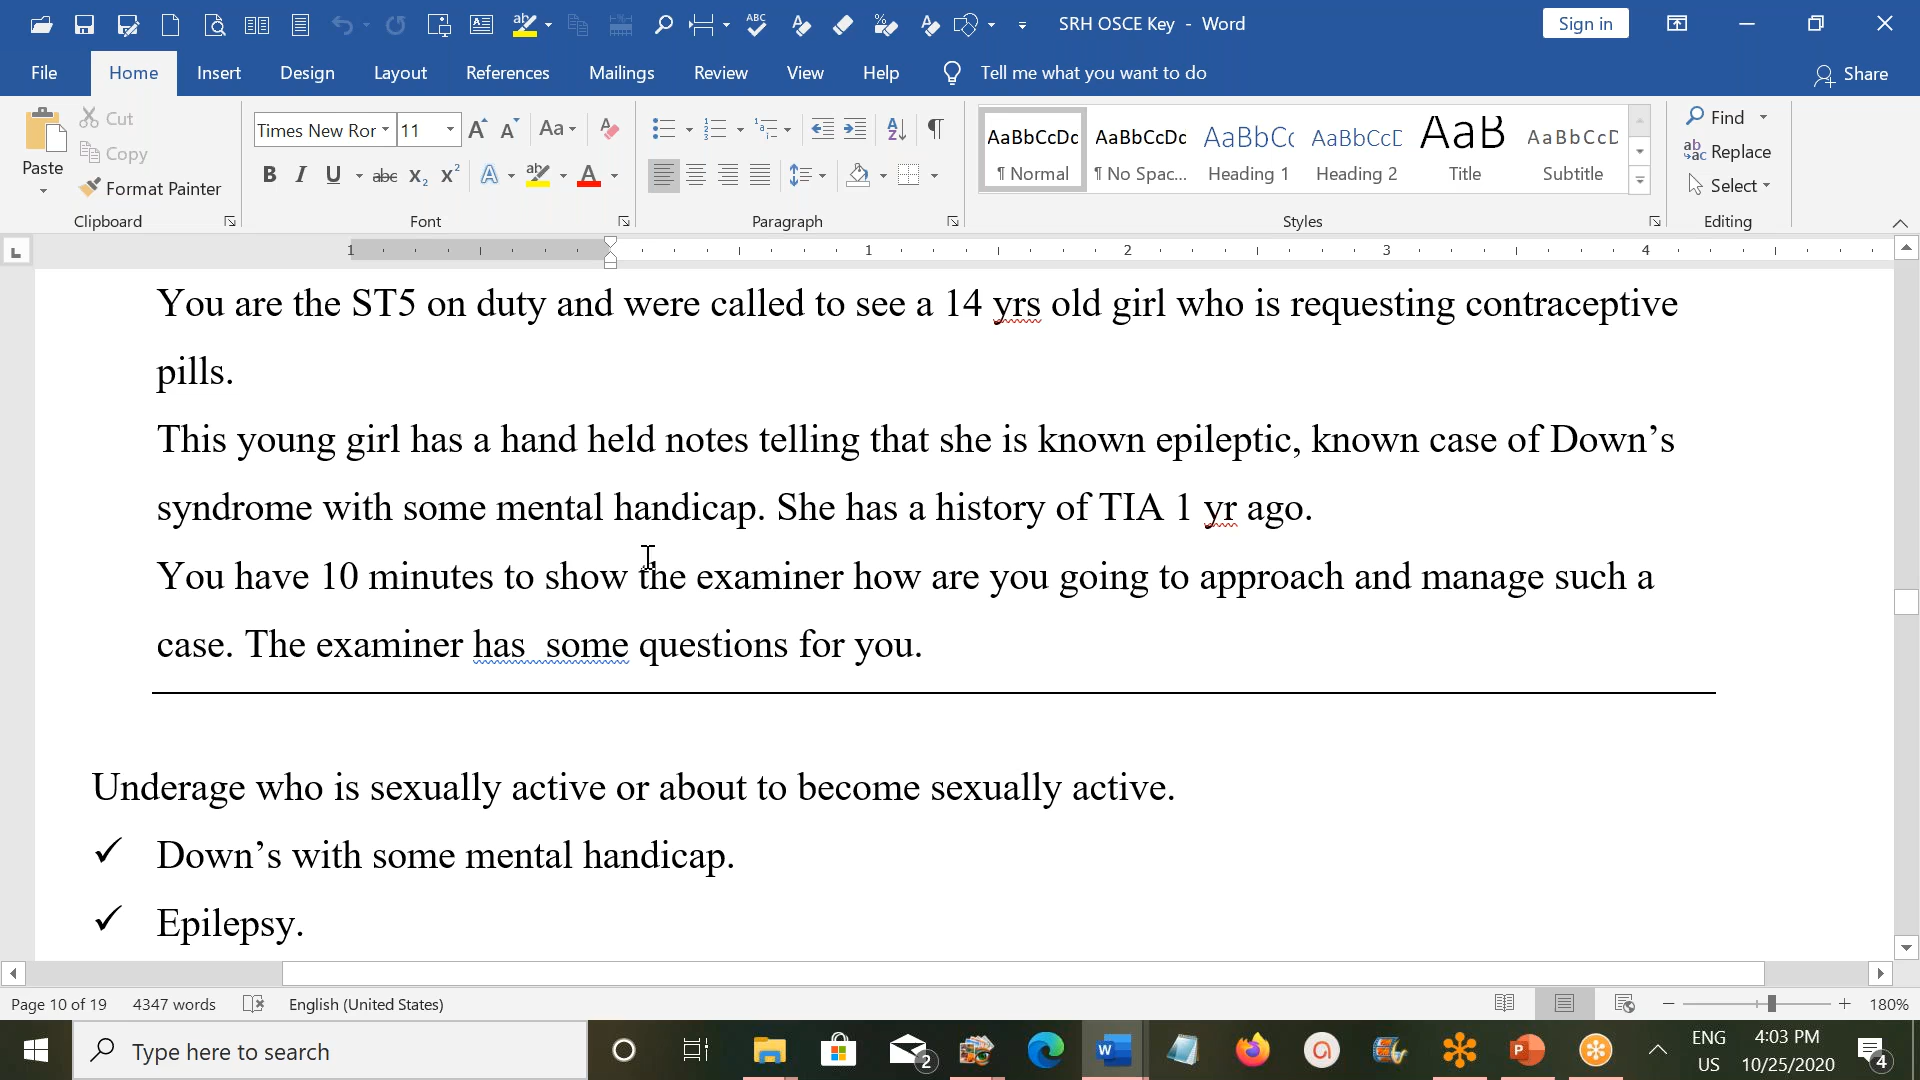 SRH OSCE Key - Word
Sign in
File Home Insert Design Layout References Mailings Review View Help Tell me what you want to do
Share
Paste
Cut
Copy
Format Painter
Clipboard
Times New Ror 11
Font
Paragraph
AaBbCcDc AaBbCcDc AaBbCc AaBbCcE AaB AaBbCcD
¶ Normal ¶ No Spac... Heading 1 Heading 2 Title Subtitle
Styles
Find
Replace
Select
Editing
1 1 2 3 4
You are the ST5 on duty and were called to see a 14 yrs old girl who is requesting contraceptive
pills.
This young girl has a hand held notes telling that she is known epileptic, known case of Down’s
syndrome with some mental handicap. She has a history of TIA 1 yr ago.
You have 10 minutes to show the examiner how are you going to approach and manage such a
case. The examiner has  some questions for you.
Underage who is sexually active or about to become sexually active.
✓ Down’s with some mental handicap.
✓ Epilepsy.
Page 10 of 19 4347 words English (United States) 180%
Type here to search
2
ENG
US
4:03 PM
10/25/2020
4